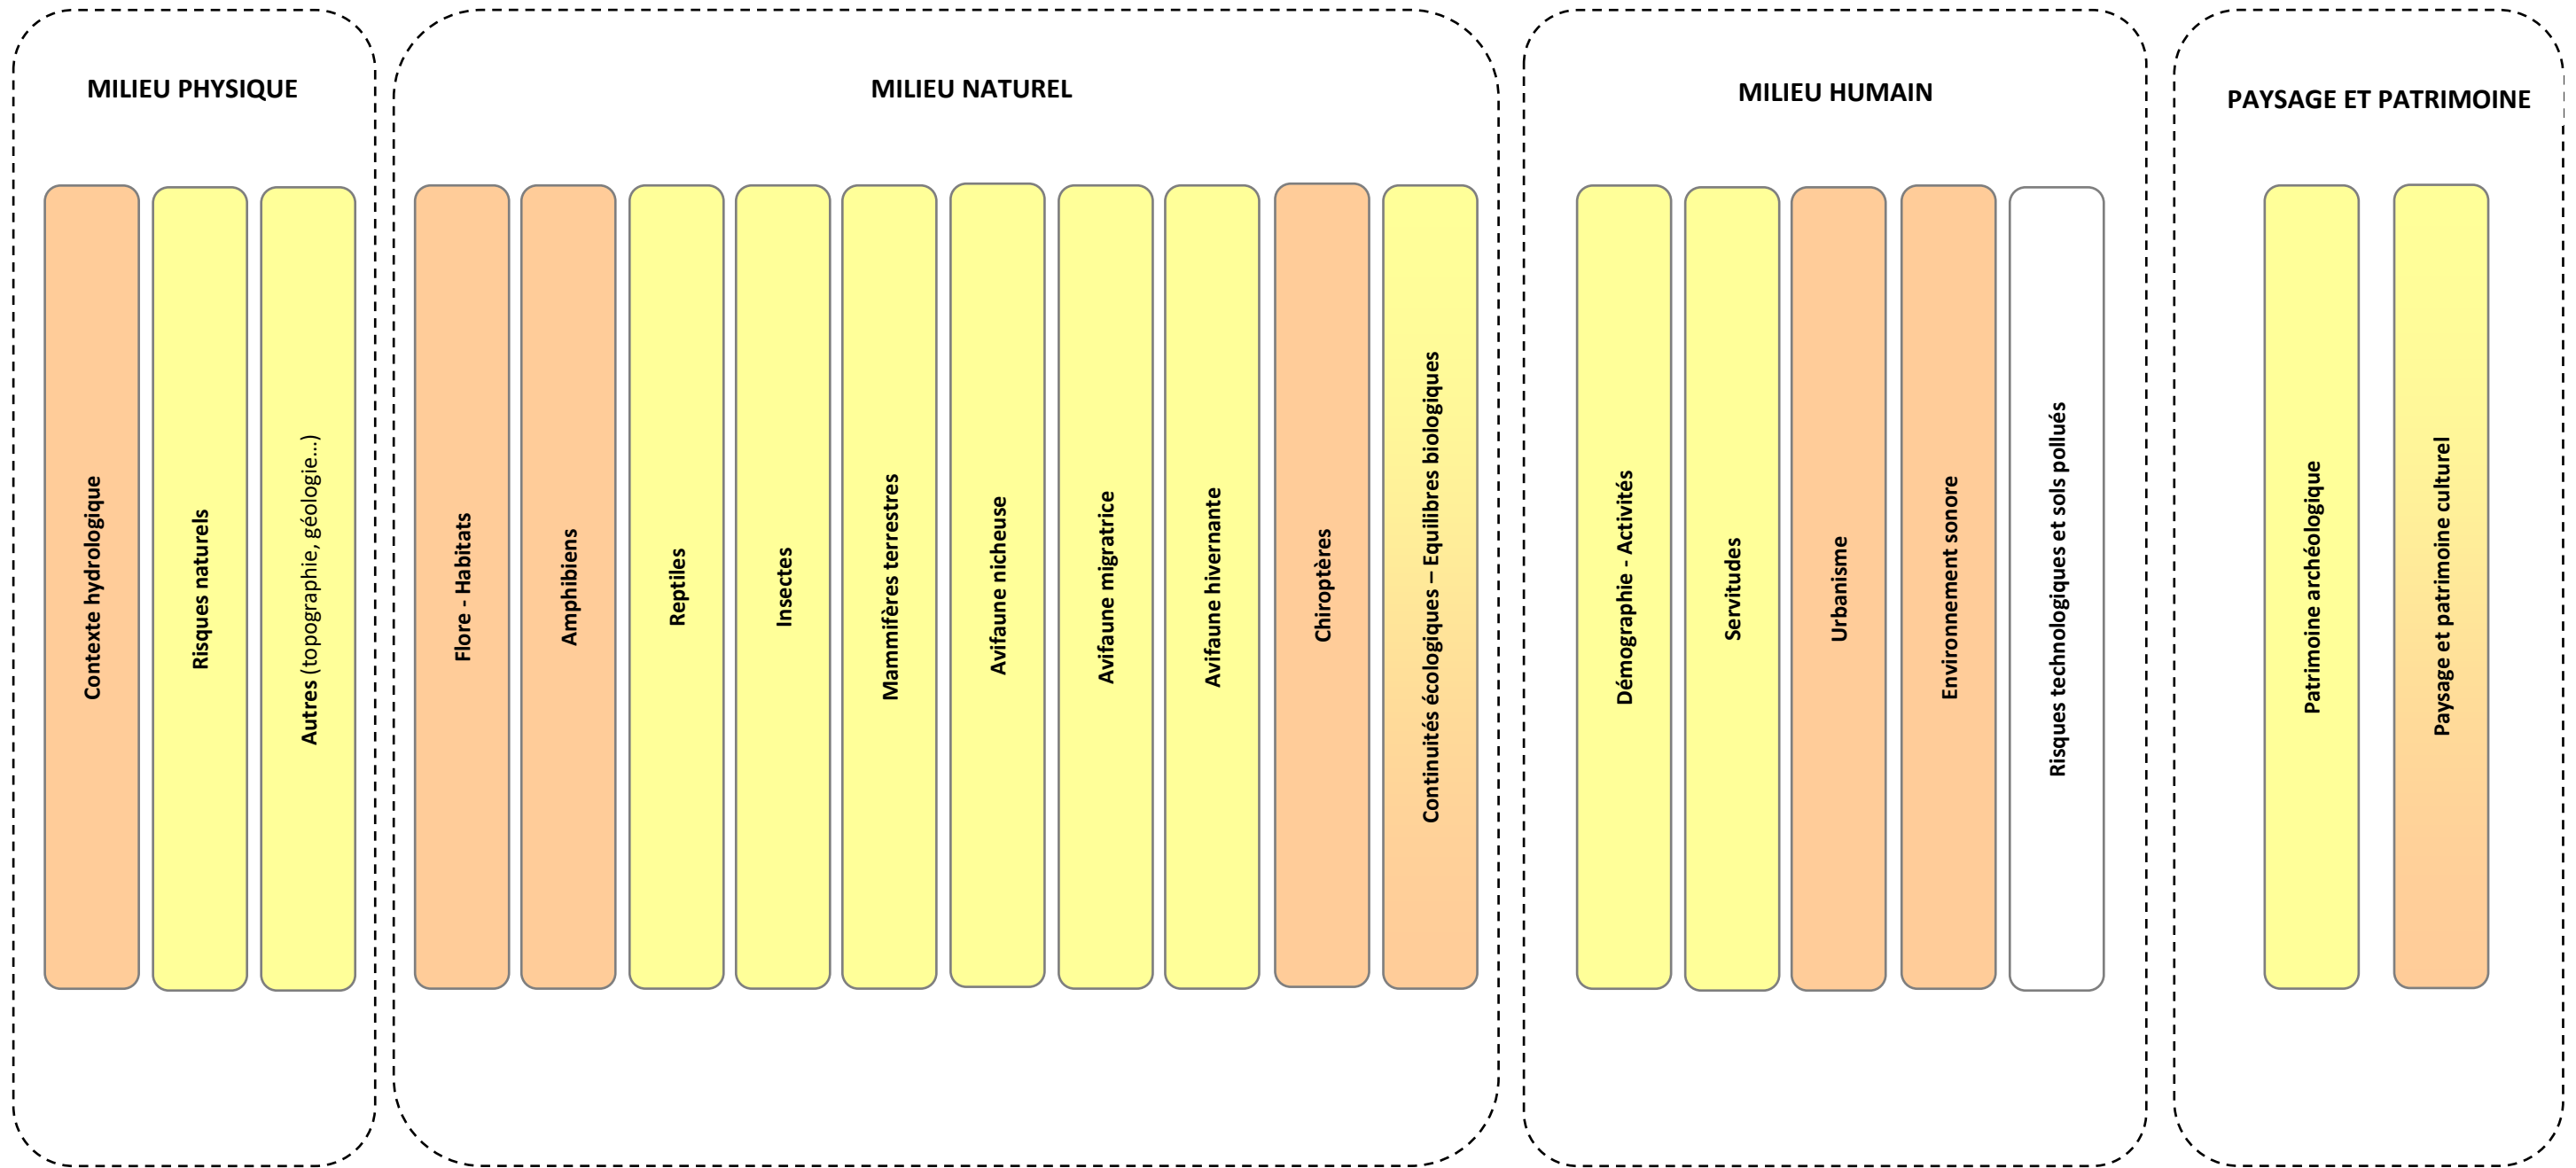 MILIEU PHYSIQUE
Contexte hydrologique
Risques naturels
Autres (topographie, géologie...)
MILIEU NATUREL
Flore - Habitats
Amphibiens
Reptiles
Insectes
Mammifères terrestres
Avifaune nicheuse
Avifaune migratrice
Avifaune hivernante
Chiroptères
Continuités écologiques – Equilibres biologiques
MILIEU HUMAIN
Démographie - Activités
Servitudes
Urbanisme
Environnement sonore
Risques technologiques et sols pollués
PAYSAGE ET PATRIMOINE
Patrimoine archéologique
Paysage et patrimoine culturel